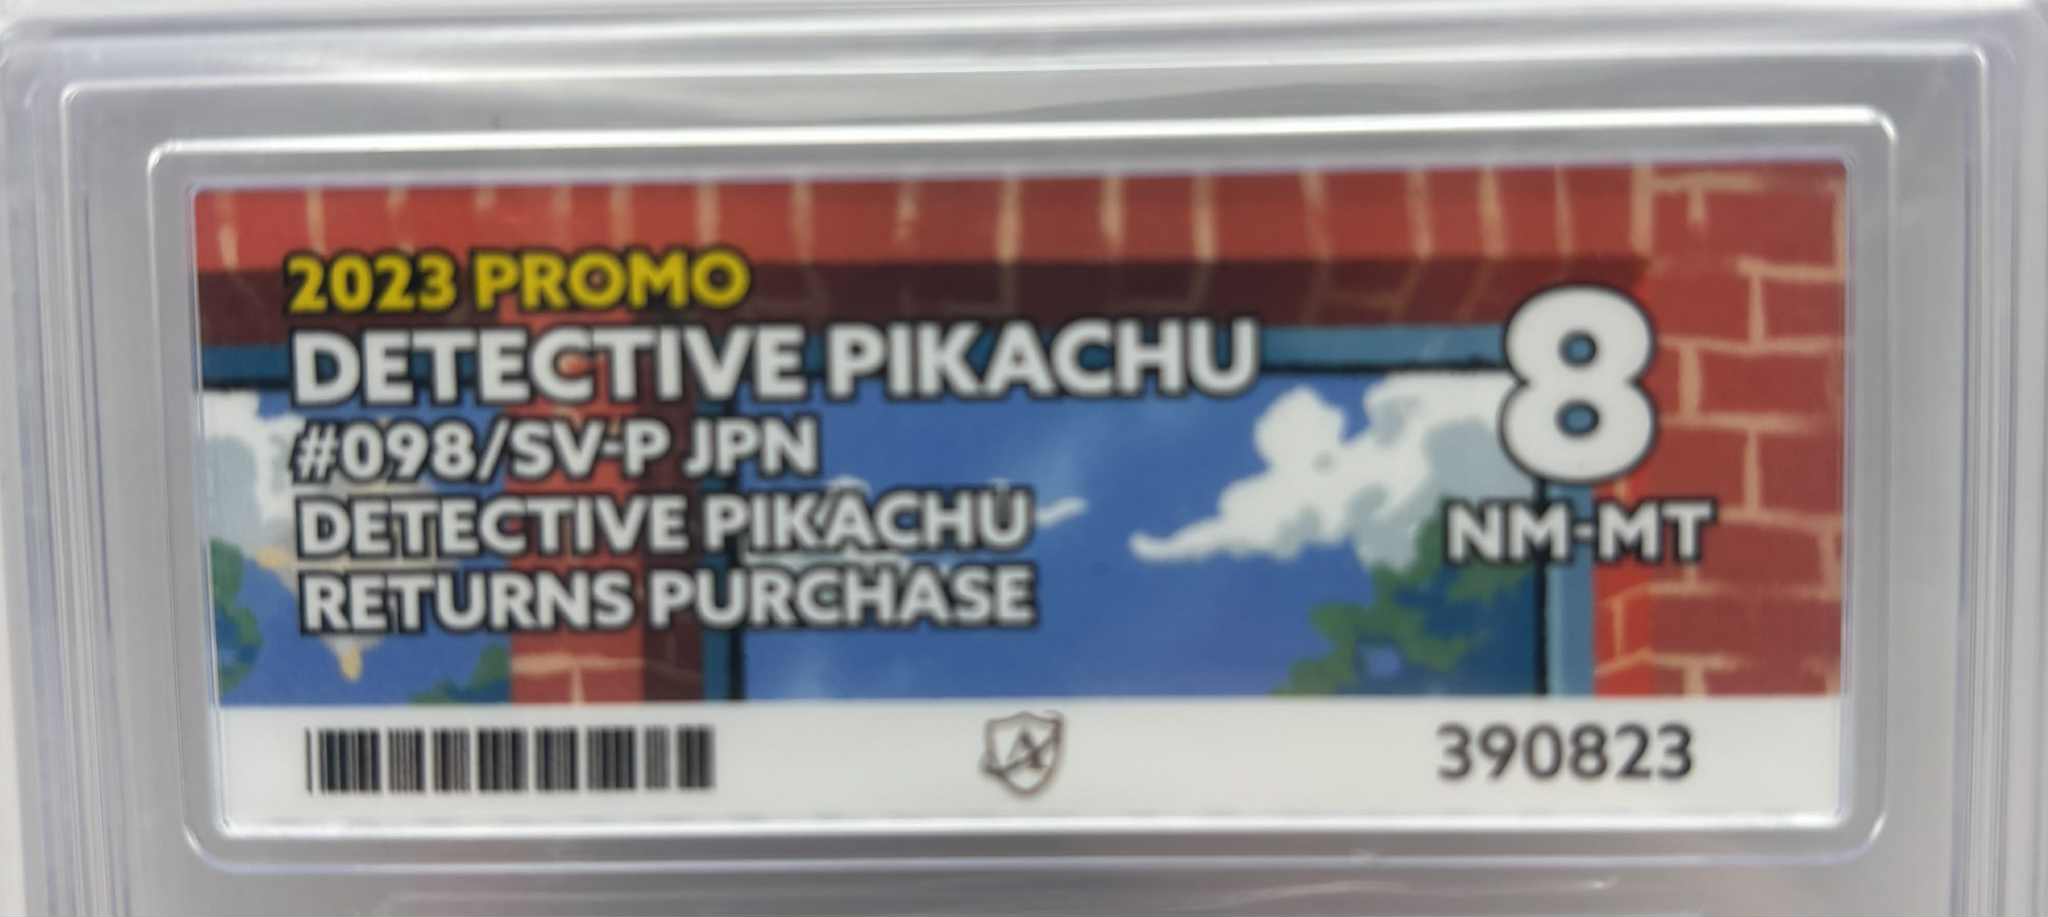 2023 PROMO
DETECTIVE PIKACHU
#098/SV-P JPN
DETECTIVE PIKACHU
RETURNS PURCHASE
8
NM-MT
A
390823